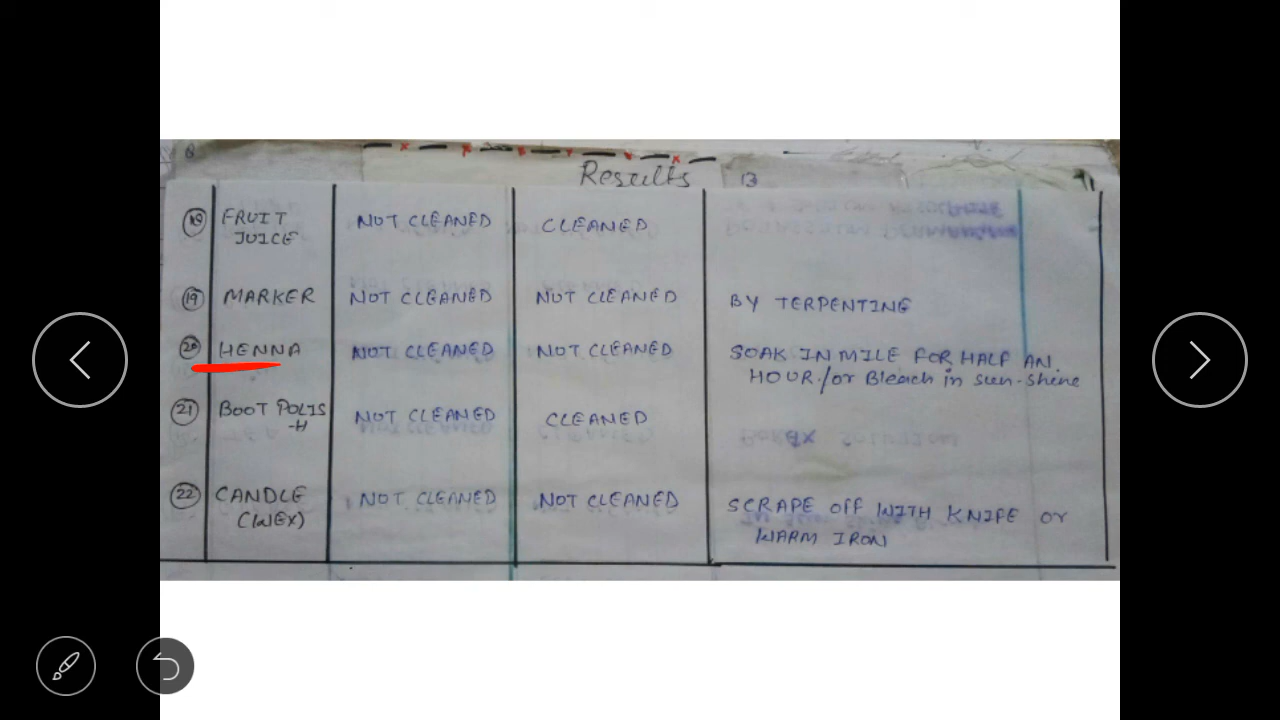 Results
13
18 FRUIT JUICE NOT CLEANED CLEANED
19 MARKER NOT CLEANED NOT CLEANED BY TERPENTING
20 HENNA NOT CLEANED NOT CLEANED SOAK IN MILE FOR HALF AN HOUR./or Bleach in sun-shine
21 BOOT POLIS-H NOT CLEANED CLEANED
22 CANDLE (WEX) NOT CLEANED NOT CLEANED SCRAPE OFF WITH KNIFE OR WARM IRON